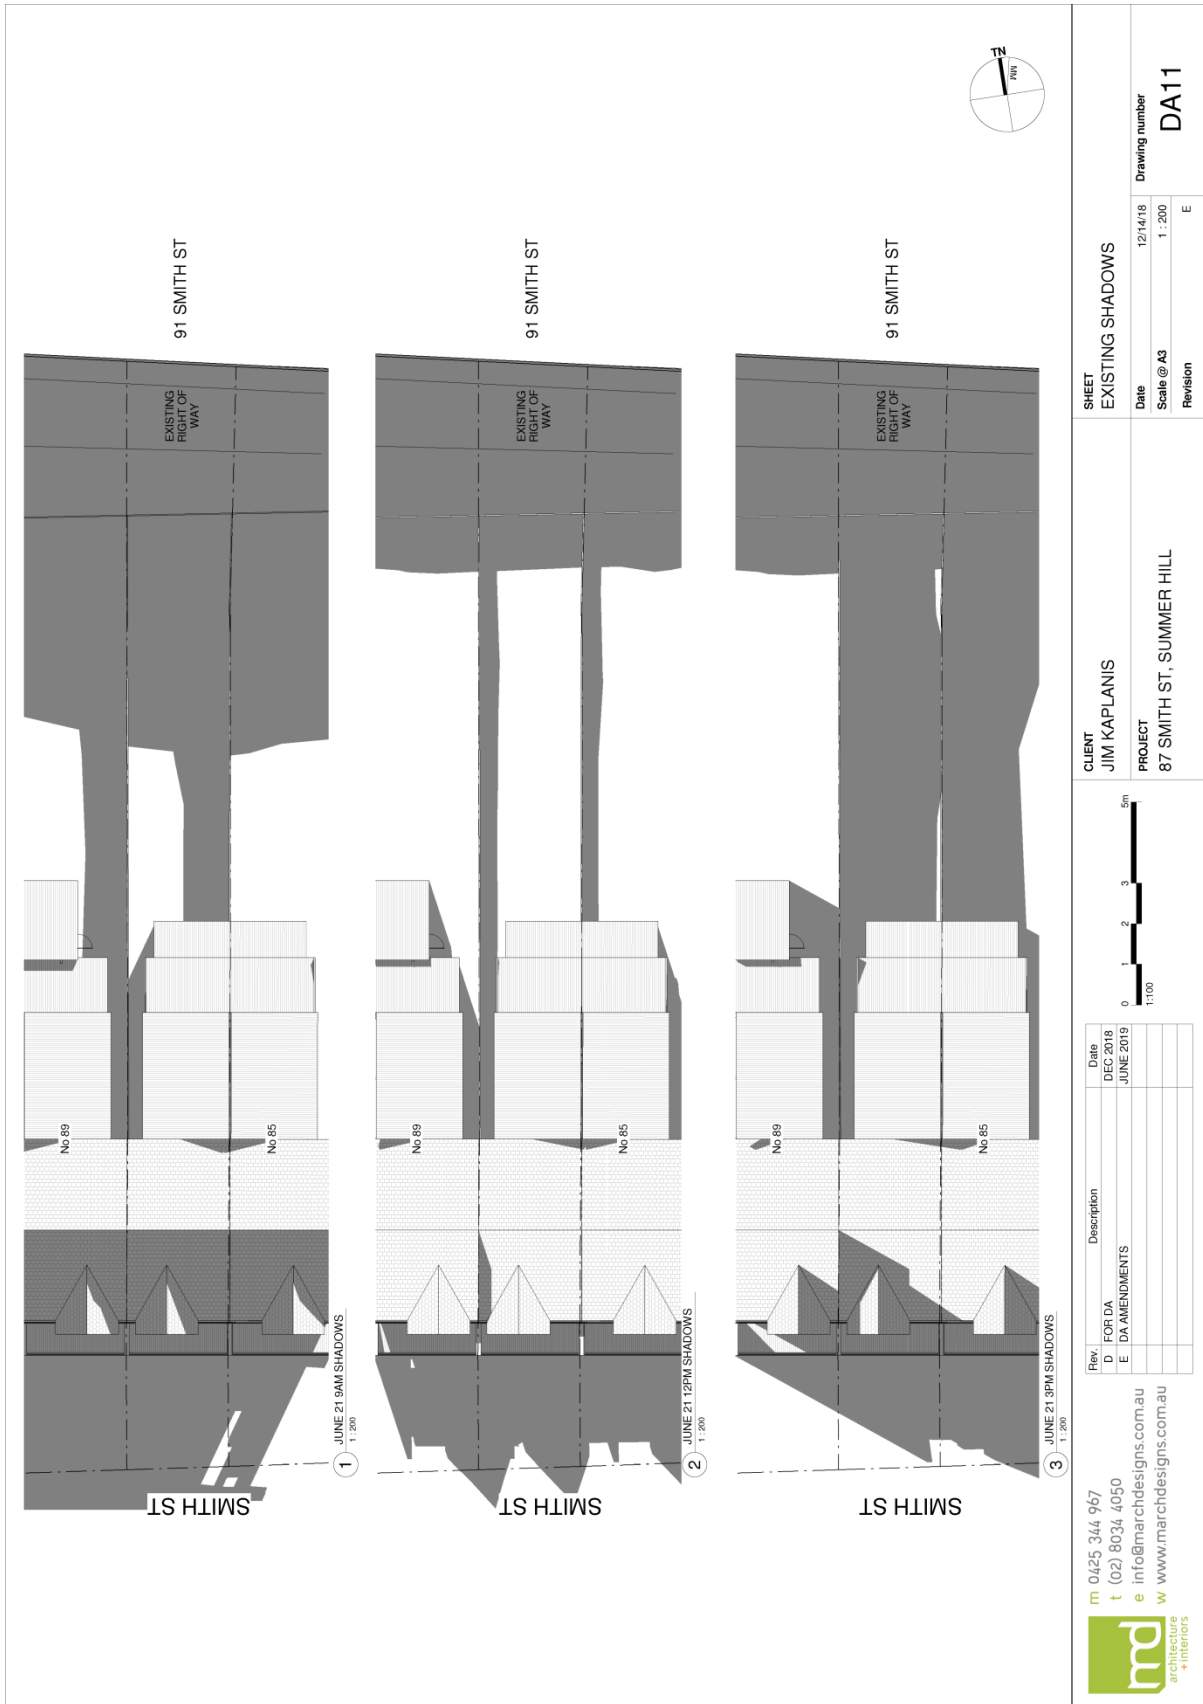 TN
MM
91 SMITH ST
EXISTING
RIGHT OF
WAY
No 89
No 85
SMITH ST
1
JUNE 21 9AM SHADOWS
1 : 200
91 SMITH ST
EXISTING
RIGHT OF
WAY
No 89
No 85
SMITH ST
2
JUNE 21 12PM SHADOWS
1 : 200
91 SMITH ST
EXISTING
RIGHT OF
WAY
No 89
No 85
SMITH ST
3
JUNE 21 3PM SHADOWS
1 : 200
md
architecture
+interiors
m 0425 344 967
t (02) 8034 4050
e info@marchdesigns.com.au
w www.marchdesigns.com.au
Rev. Description Date
D FOR DA DEC 2018
E DA AMENDMENTS JUNE 2019
0 1 2 3 5m
1:100
CLIENT
JIM KAPLANIS
PROJECT
87 SMITH ST, SUMMER HILL
SHEET
EXISTING SHADOWS
Date 12/14/18
Scale @ A3 1 : 200
Revision E
Drawing number
DA11